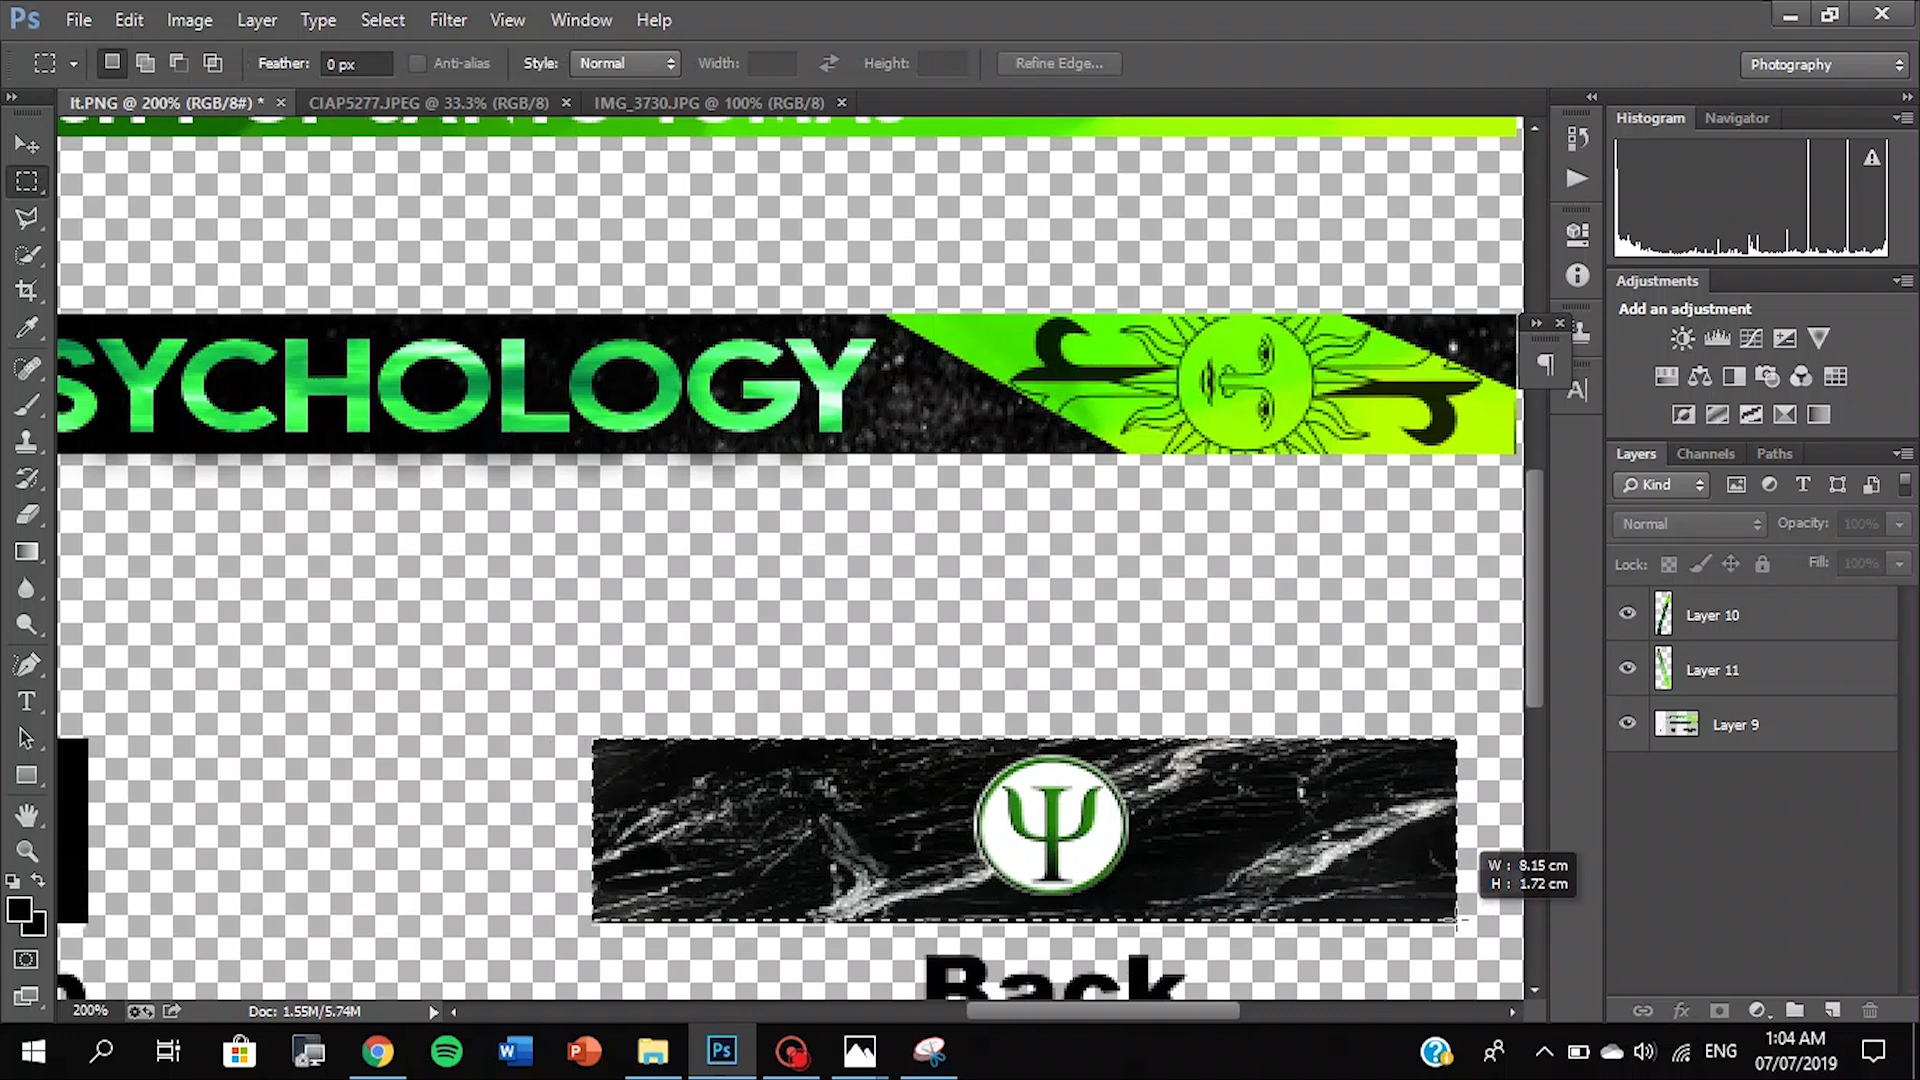 Ps File Edit Image Layer Type Select Filter View Window Help
Feather: 0 px Anti-alias Style: Normal Width: Height: Refine Edge... Photography
lt.PNG @ 200% (RGB/8#) * × CIAP5277.JPEG @ 33.3% (RGB/8) × IMG_3730.JPG @ 100% (RGB/8) ×
Histogram Navigator
Adjustments
Add an adjustment
SYCHOLOGY
Layers Channels Paths
Kind
Normal Opacity: 100%
Lock: Fill: 100%
Layer 10
Layer 11
Layer 9
Ψ
W : 8.15 cm
H : 1.72 cm
Back
200% Doc: 1.55M/5.74M
ENG
1:04 AM
07/07/2019